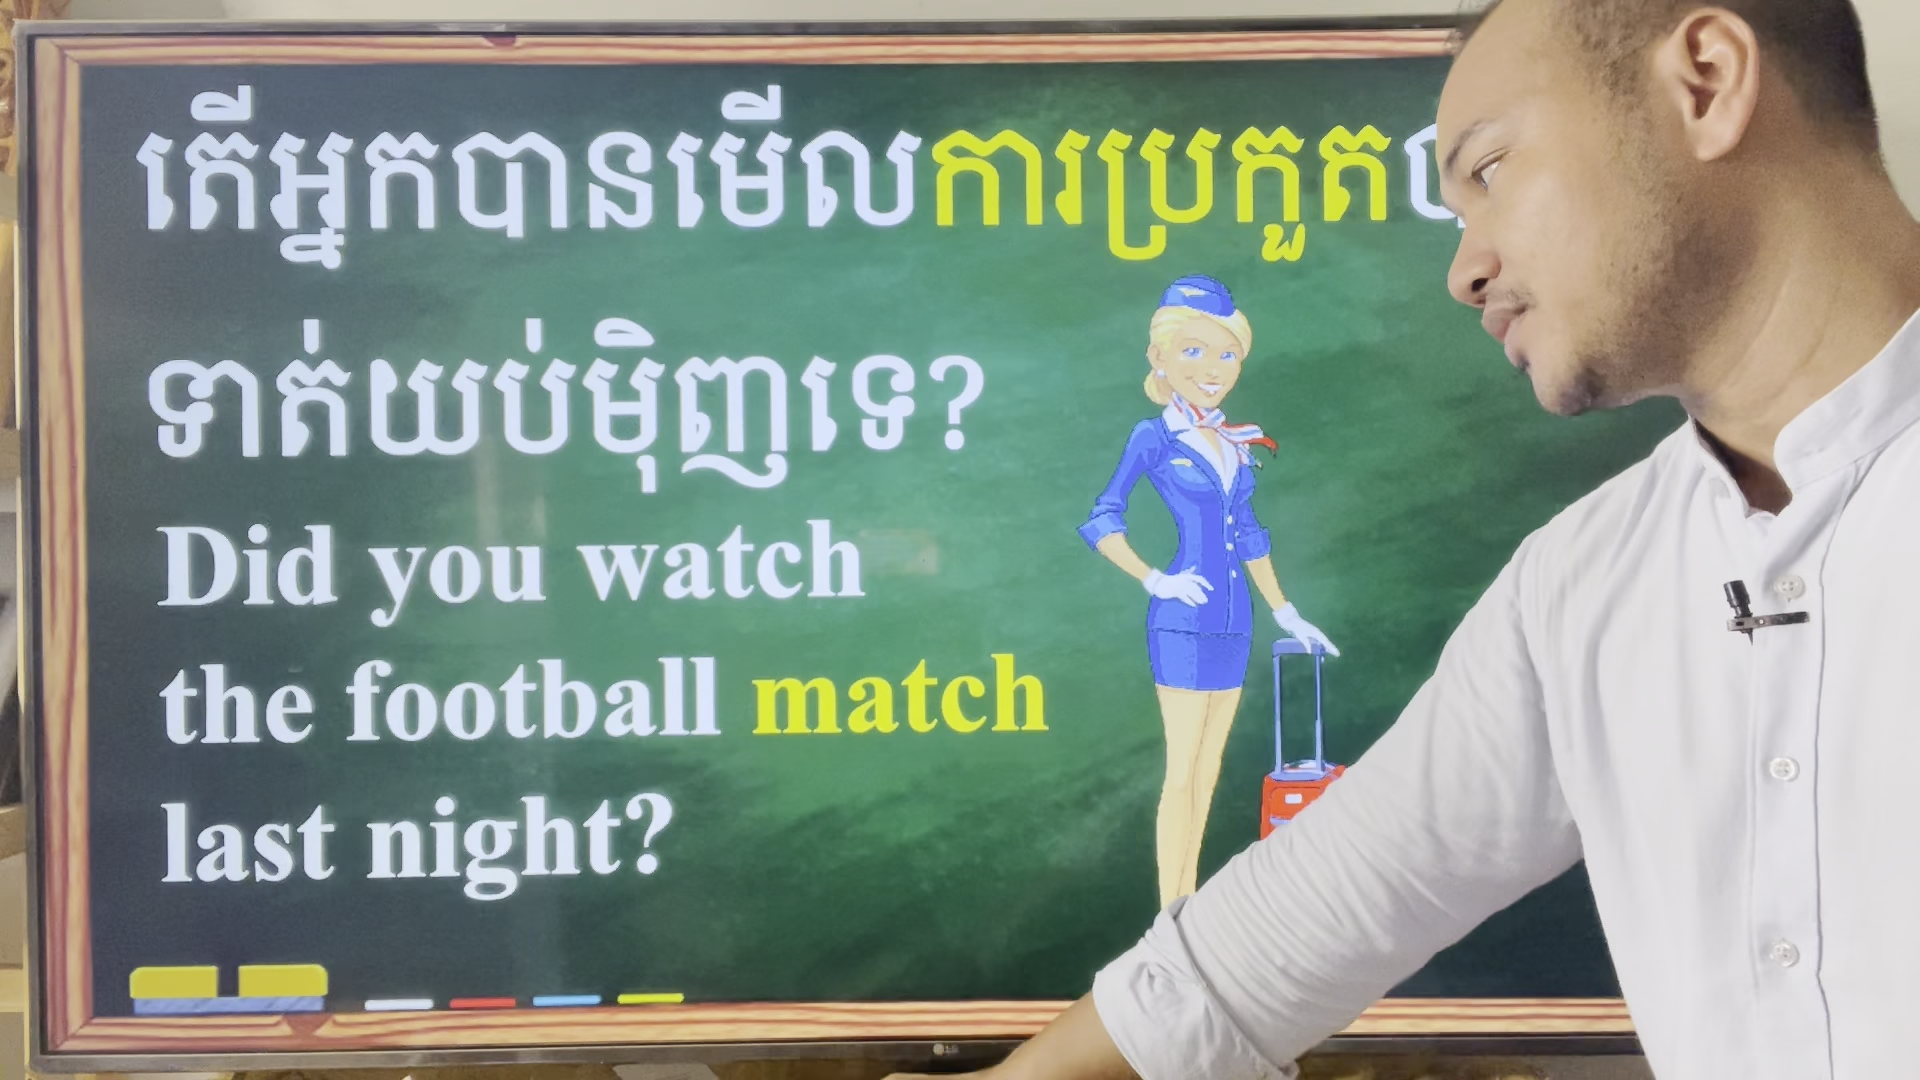 តើអ្នកបានមើលការប្រកួត
ទាត់យប់ម៉ិញទេ?
Did you watch
the football match
last night?
LG